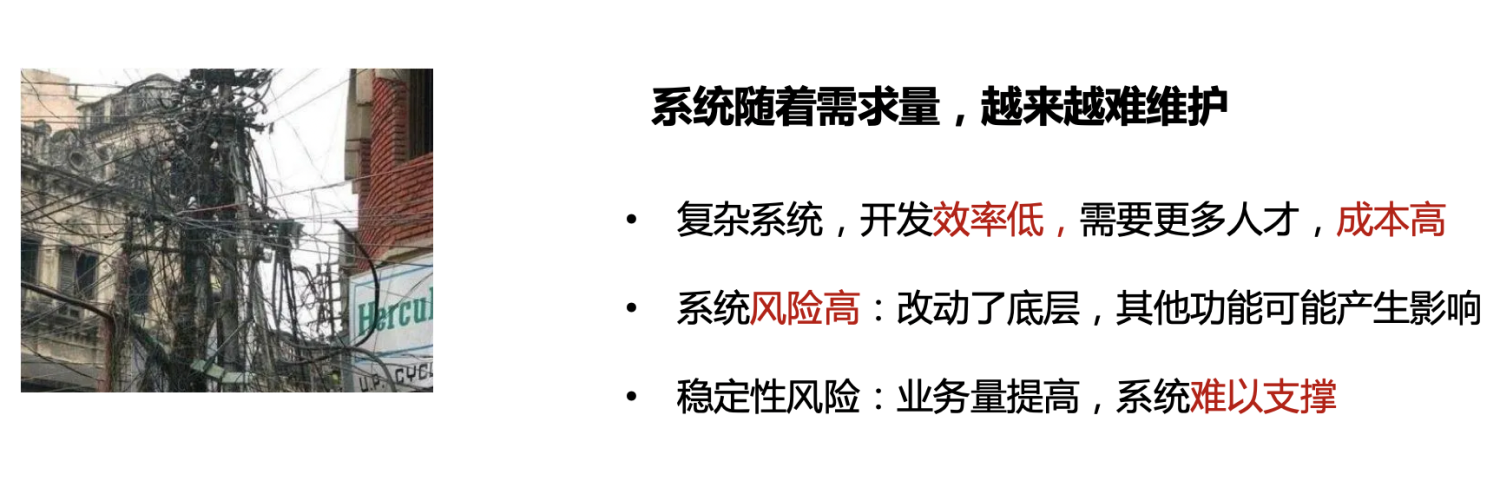 系统随着需求量，越来越难维护
• 复杂系统，开发效率低，需要更多人才，成本高
• 系统风险高：改动了底层，其他功能可能产生影响
• 稳定性风险：业务量提高，系统难以支撑
Hercul
U.P. CYCL